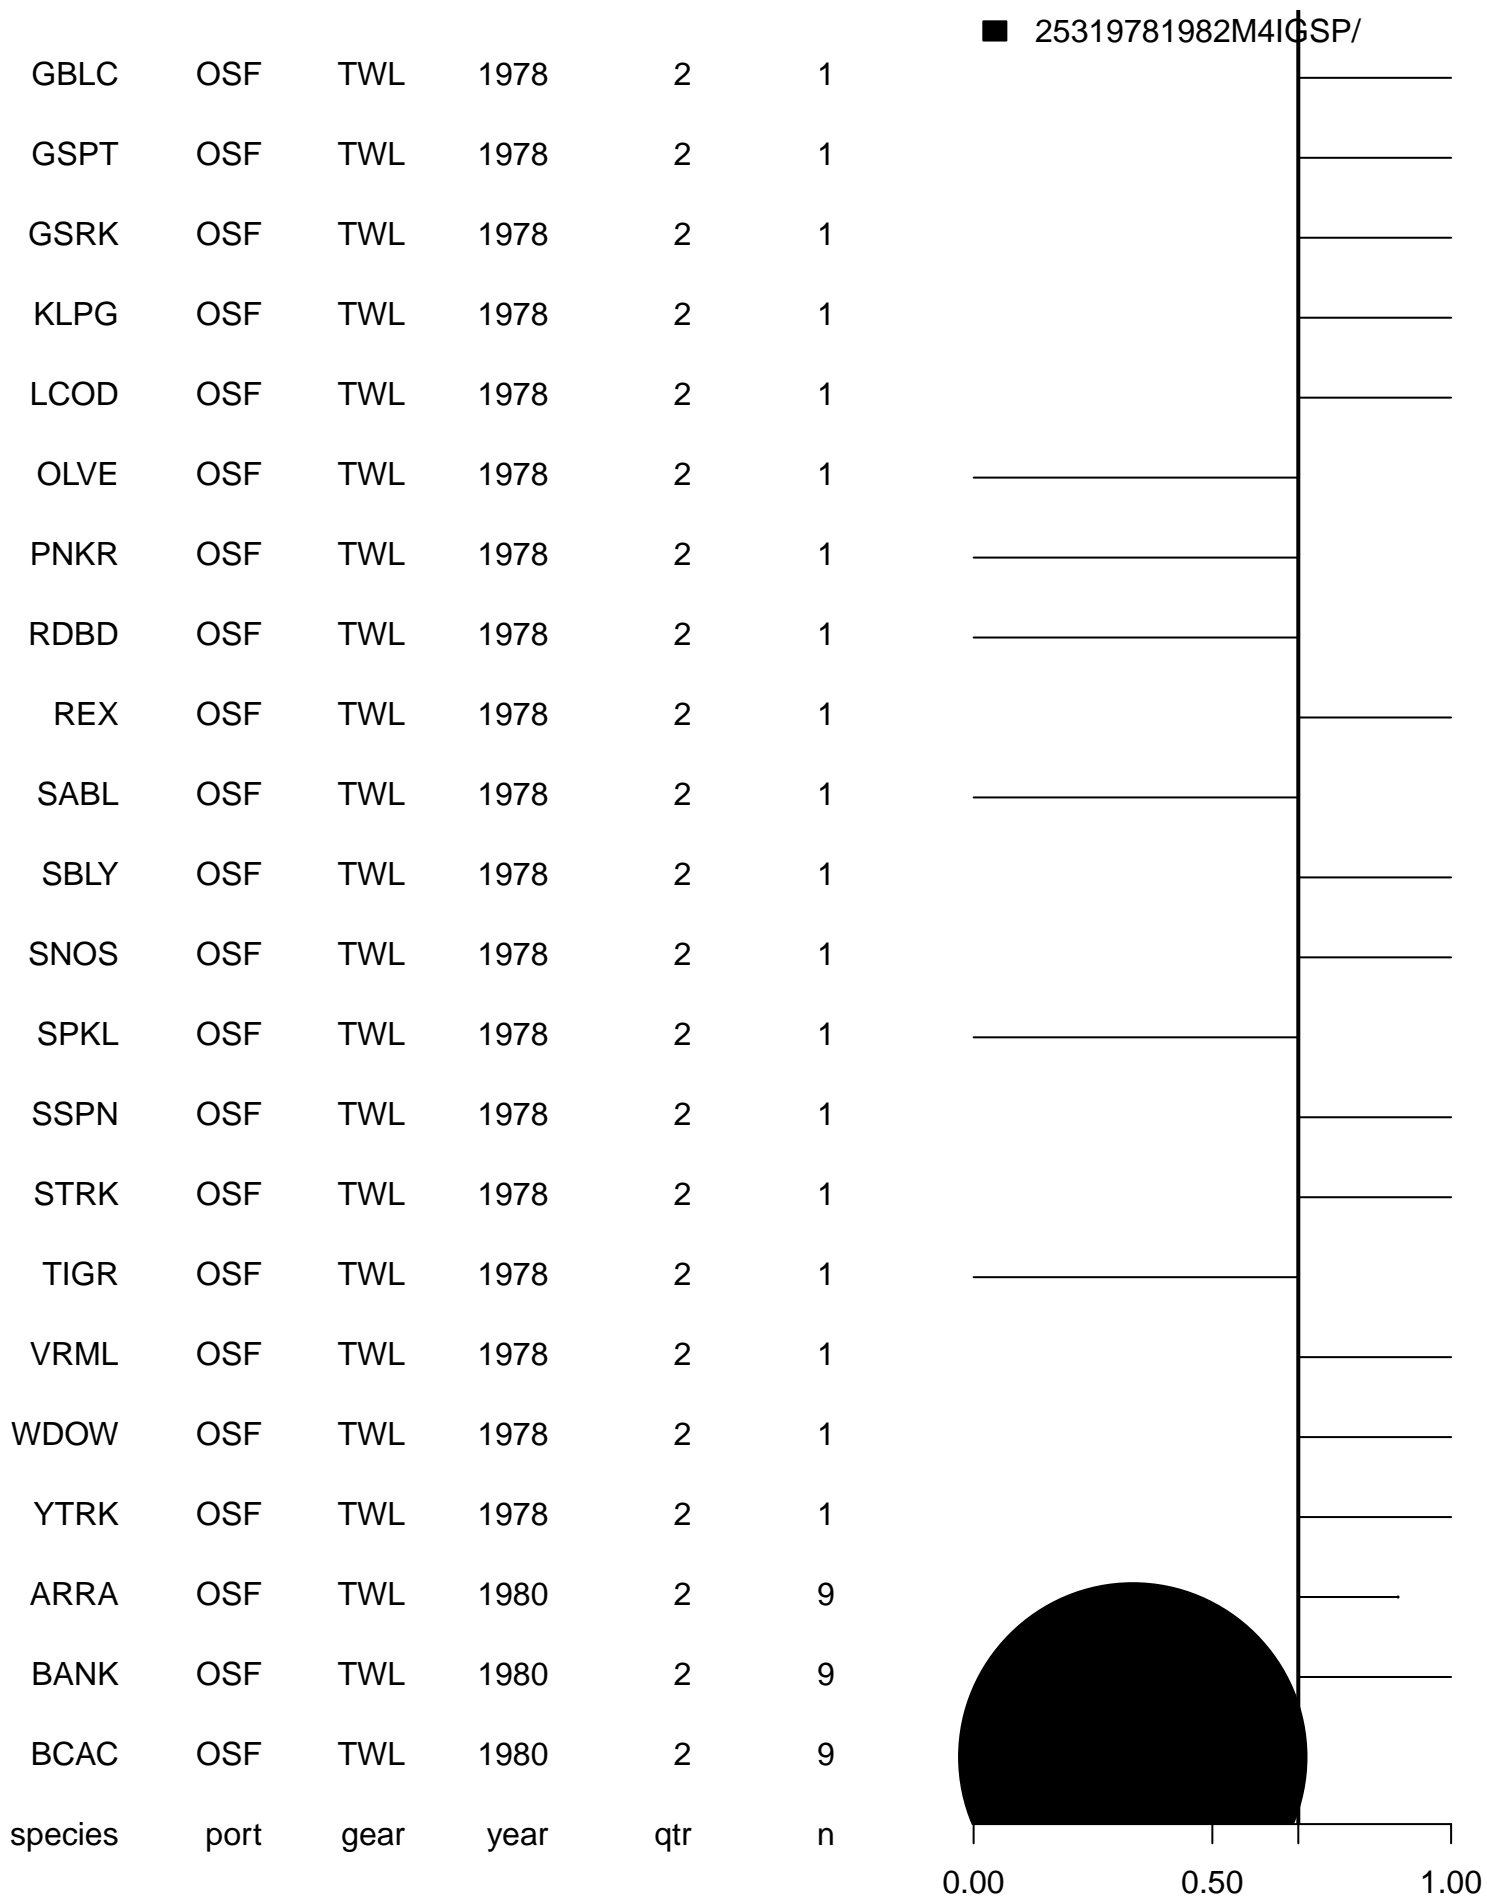 25319781982M4IGSP/
GBLC OSF TWL 1978 2 1
GSPT OSF TWL 1978 2 1
GSRK OSF TWL 1978 2 1
KLPG OSF TWL 1978 2 1
LCOD OSF TWL 1978 2 1
OLVE OSF TWL 1978 2 1
PNKR OSF TWL 1978 2 1
RDBD OSF TWL 1978 2 1
REX OSF TWL 1978 2 1
SABL OSF TWL 1978 2 1
SBLY OSF TWL 1978 2 1
SNOS OSF TWL 1978 2 1
SPKL OSF TWL 1978 2 1
SSPN OSF TWL 1978 2 1
STRK OSF TWL 1978 2 1
TIGR OSF TWL 1978 2 1
VRML OSF TWL 1978 2 1
WDOW OSF TWL 1978 2 1
YTRK OSF TWL 1978 2 1
ARRA OSF TWL 1980 2 9
BANK OSF TWL 1980 2 9
BCAC OSF TWL 1980 2 9
species port gear year qtr n
0.00 0.50 1.00